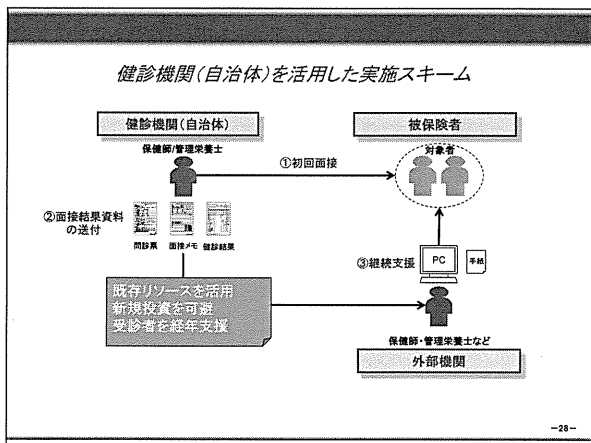 健診機関(自治体)を活用した実施スキーム
健診機関(自治体)
被保険者
保健師/管理栄養士
対象者
①初回面接
②面接結果資料
の送付
問診票
面接メモ
健診結果
③継続支援
PC
手紙
既存リソースを活用
新規投資を可避
受診者を経年支援
保健師・管理栄養士など
外部機関
-28-